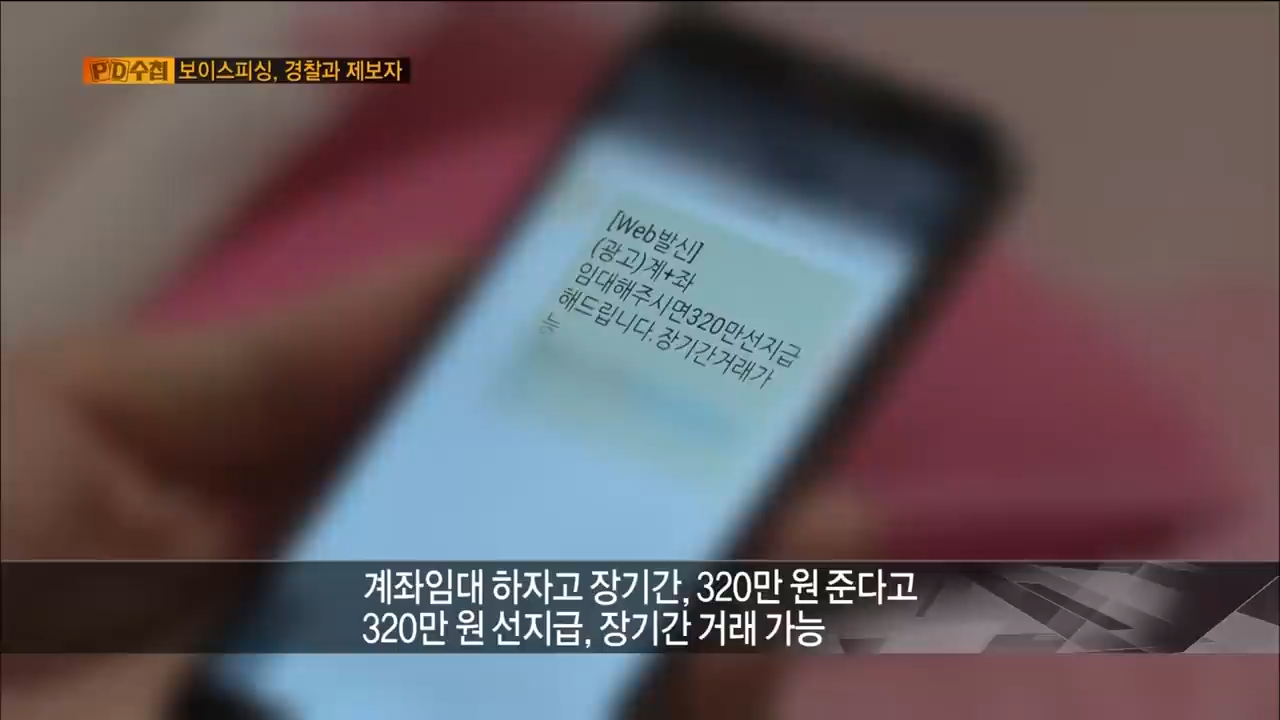 PD수첩 보이스피싱, 경찰과 제보자
[Web발신]
(광고)계+좌
임대해주시면320만선지급
해드립니다.장기간거래가
능
계좌임대 하자고 장기간, 320만 원 준다고
320만 원 선지급, 장기간 거래 가능